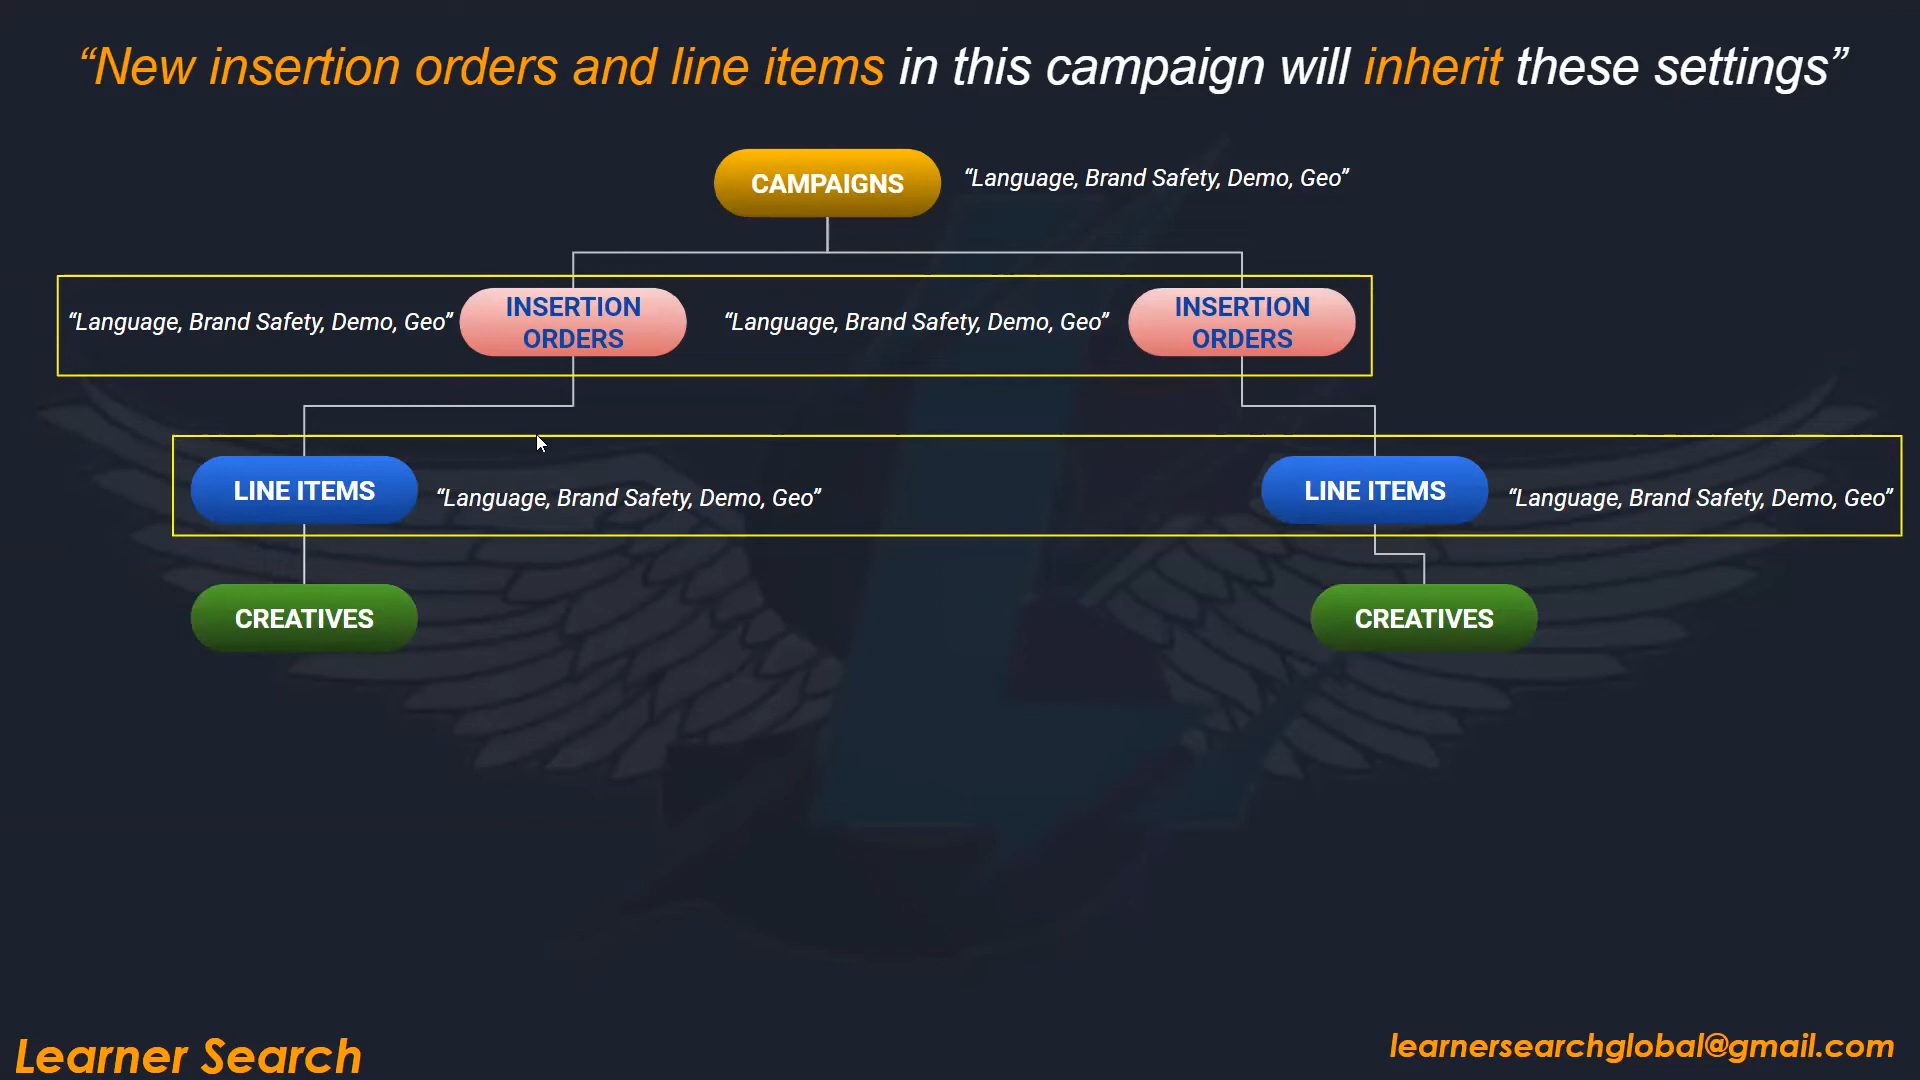 “New insertion orders and line items in this campaign will inherit these settings”
CAMPAIGNS
“Language, Brand Safety, Demo, Geo”
“Language, Brand Safety, Demo, Geo”
INSERTION
ORDERS
“Language, Brand Safety, Demo, Geo”
INSERTION
ORDERS
LINE ITEMS
“Language, Brand Safety, Demo, Geo”
LINE ITEMS
“Language, Brand Safety, Demo, Geo”
CREATIVES
CREATIVES
Learner Search
learnersearchglobal@gmail.com